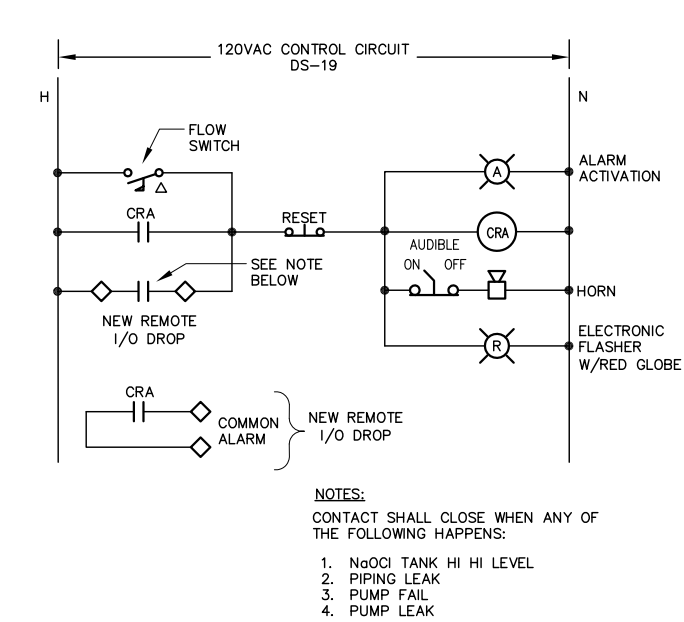 120VAC CONTROL CIRCUIT
DS-19
H
N
FLOW
SWITCH
ALARM
ACTIVATION
A
CRA
RESET
CRA
AUDIBLE
ON OFF
SEE NOTE
BELOW
HORN
NEW REMOTE
I/O DROP
R
ELECTRONIC
FLASHER
W/RED GLOBE
CRA
COMMON
ALARM
NEW REMOTE
I/O DROP
NOTES:
CONTACT SHALL CLOSE WHEN ANY OF
THE FOLLOWING HAPPENS:
1. NaOCl TANK HI HI LEVEL
2. PIPING LEAK
3. PUMP FAIL
4. PUMP LEAK